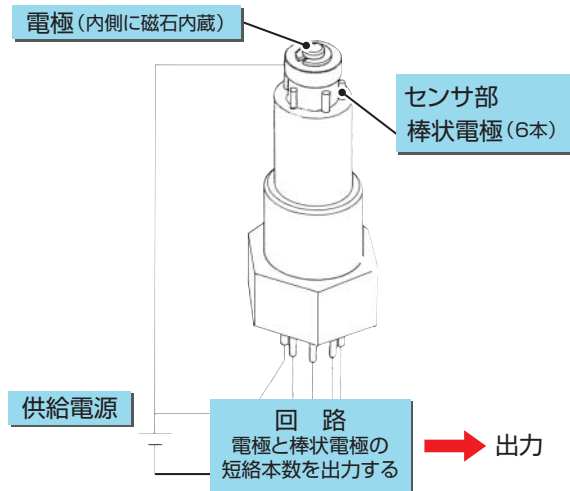 電極（内側に磁石内蔵）
センサ部
棒状電極（6本）
供給電源
回 路
電極と棒状電極の
短絡本数を出力する
出力